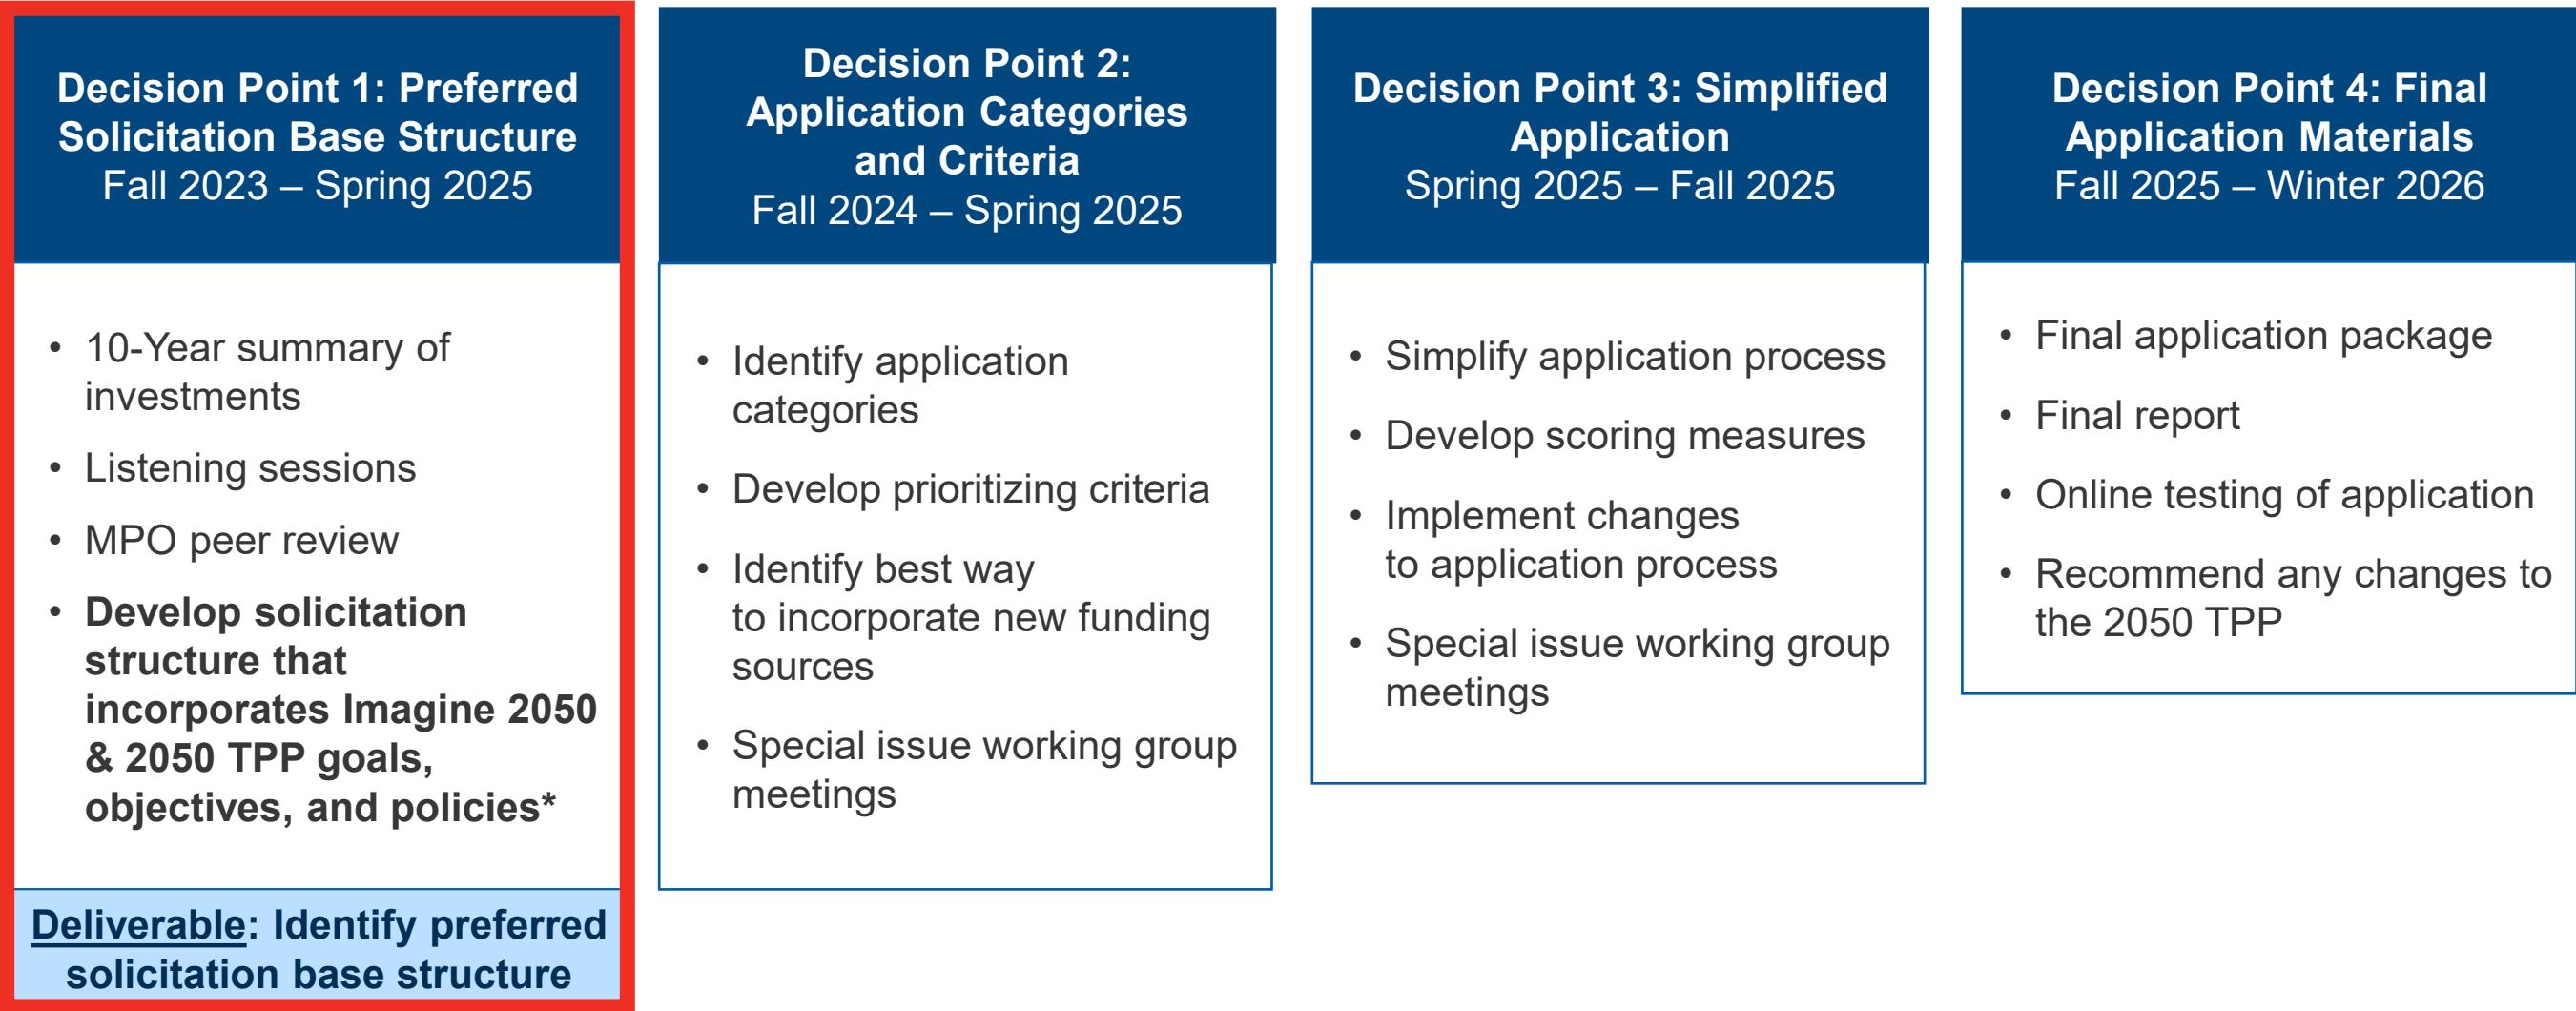 Decision Point 1: Preferred
Solicitation Base Structure
Fall 2023 – Spring 2025
• 10-Year summary of
investments
• Listening sessions
• MPO peer review
• Develop solicitation
structure that
incorporates Imagine 2050
& 2050 TPP goals,
objectives, and policies*
Deliverable: Identify preferred
solicitation base structure
Decision Point 2:
Application Categories
and Criteria
Fall 2024 – Spring 2025
• Identify application
categories
• Develop prioritizing criteria
• Identify best way
to incorporate new funding
sources
• Special issue working group
meetings
Decision Point 3: Simplified
Application
Spring 2025 – Fall 2025
• Simplify application process
• Develop scoring measures
• Implement changes
to application process
• Special issue working group
meetings
Decision Point 4: Final
Application Materials
Fall 2025 – Winter 2026
• Final application package
• Final report
• Online testing of application
• Recommend any changes to
the 2050 TPP